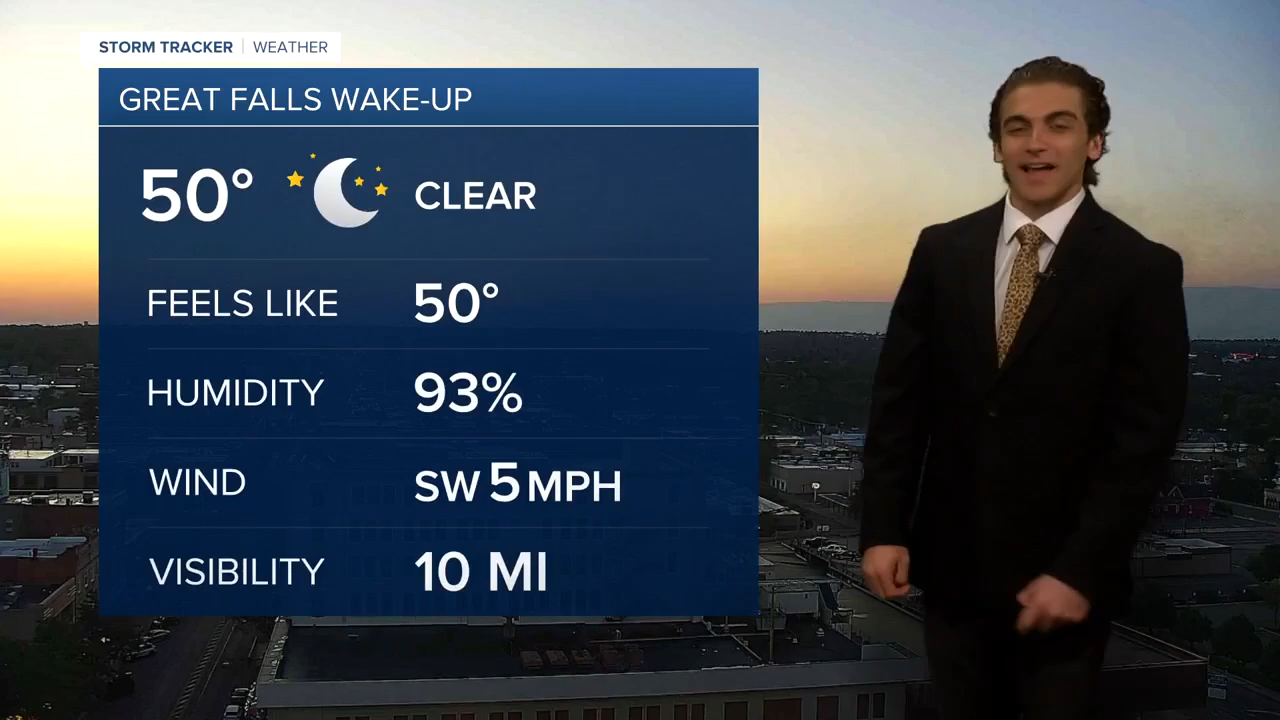 STORM TRACKER | WEATHER
GREAT FALLS WAKE-UP
50° CLEAR
FEELS LIKE 50°
HUMIDITY 93%
WIND SW 5 MPH
VISIBILITY 10 MI